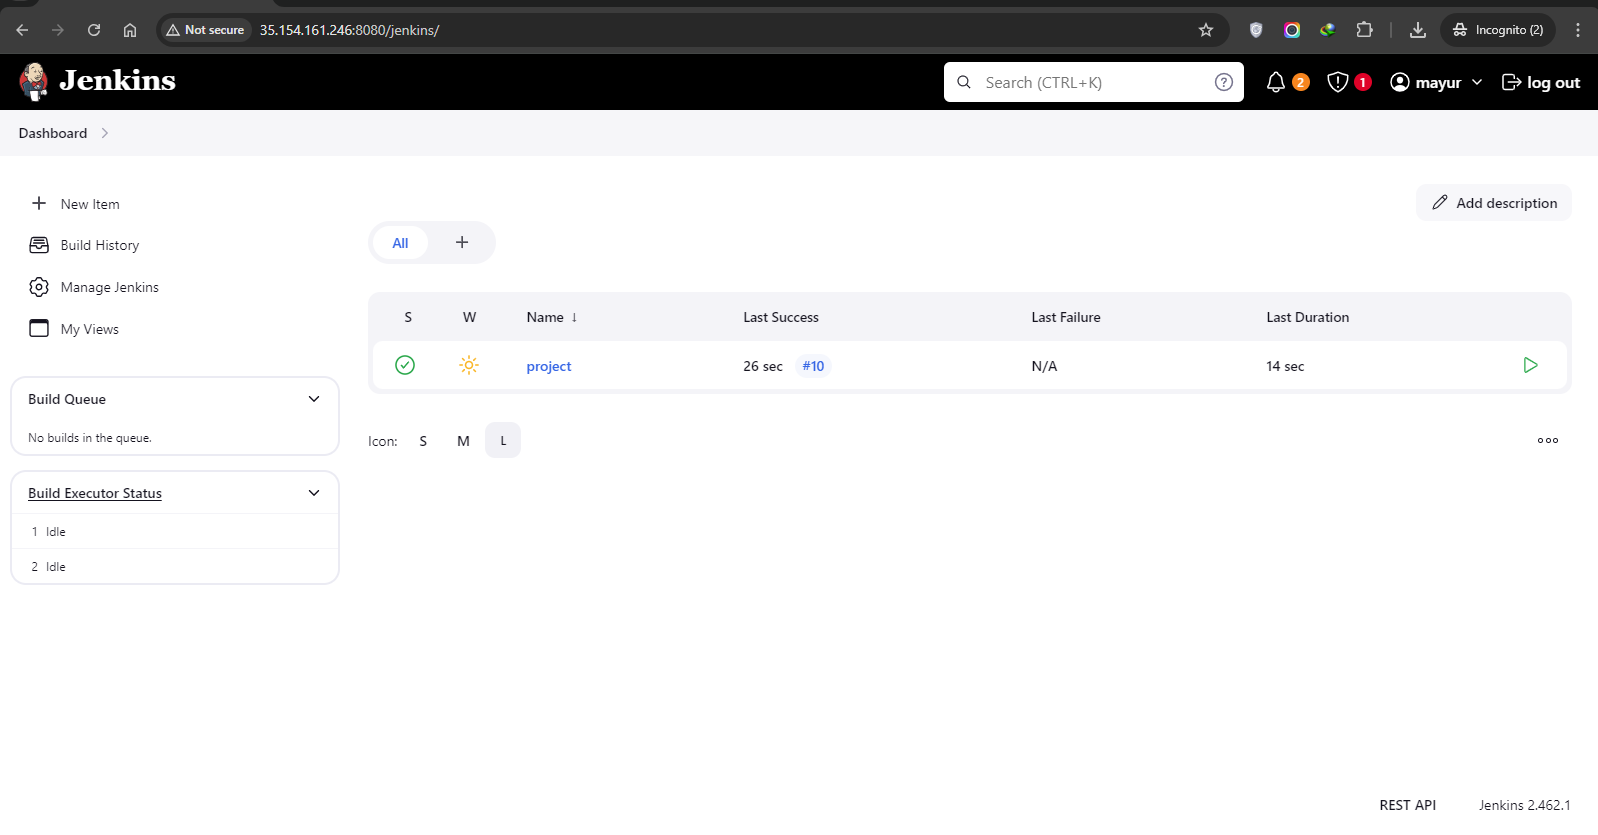 Not secure 35.154.161.246:8080/jenkins/ Incognito (2)
Jenkins Search (CTRL+K) 2 1 mayur log out
Dashboard
Add description
New Item
Build History
Manage Jenkins
My Views
Build Queue
No builds in the queue.
Build Executor Status
1 Idle
2 Idle
All +
S W Name ↓ Last Success Last Failure Last Duration
project 26 sec #10 N/A 14 sec
Icon: S M L
REST API Jenkins 2.462.1